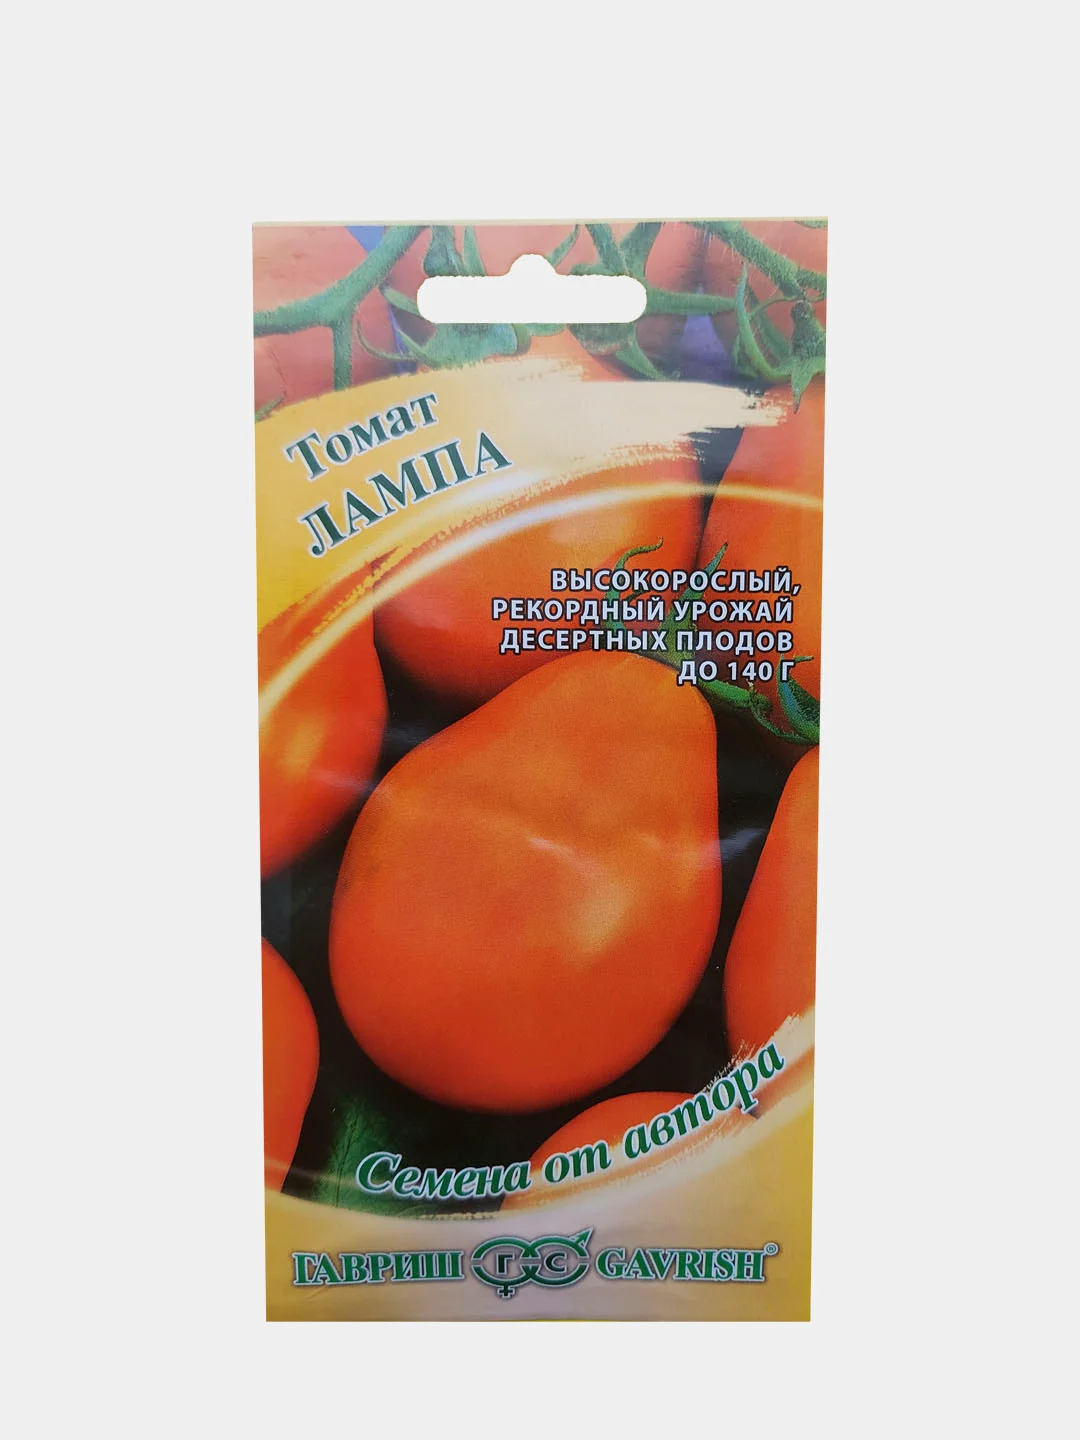 Томат
ЛАМПА
ВЫСОКОРОСЛЫЙ,
РЕКОРДНЫЙ УРОЖАЙ
ДЕСЕРТНЫХ ПЛОДОВ
ДО 140 Г
Семена от автора
ГАВРИШ ГС GAVRISH®